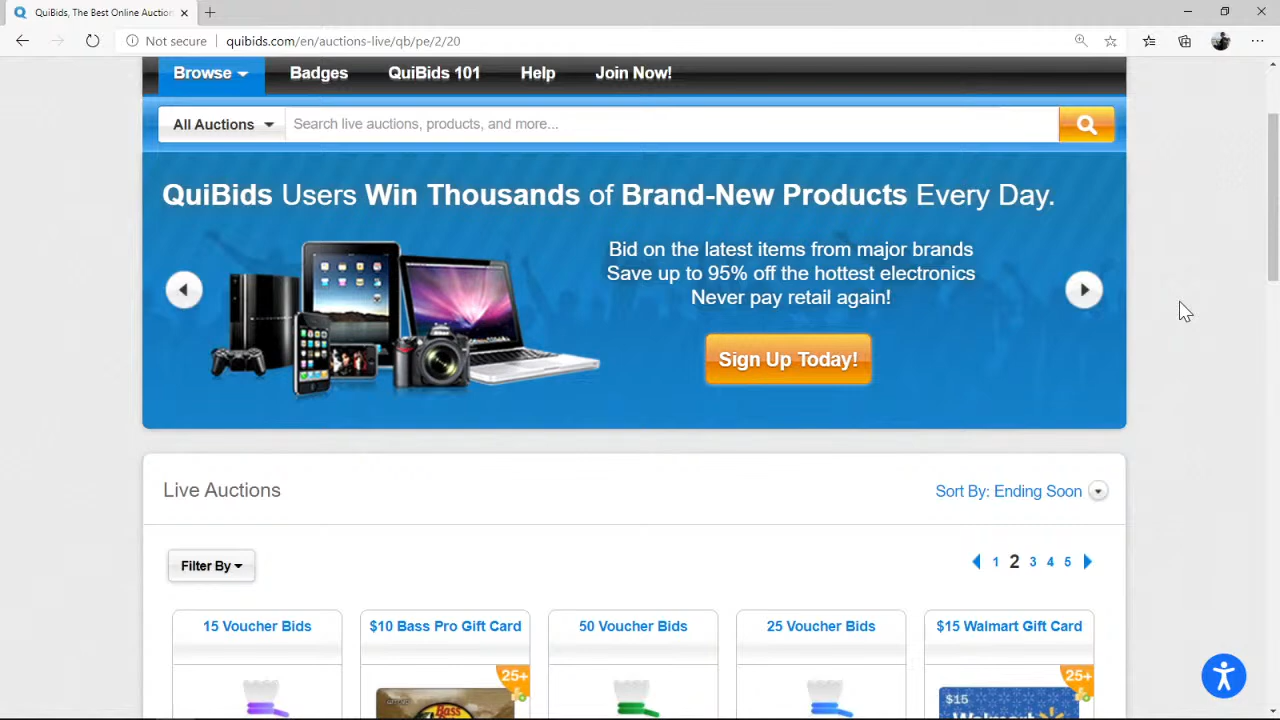 QuiBids, The Best Online Auction
Not secure quibids.com/en/auctions-live/qb/pe/2/20
Browse Badges QuiBids 101 Help Join Now!
All Auctions Search live auctions, products, and more...
QuiBids Users Win Thousands of Brand-New Products Every Day.
Bid on the latest items from major brands
Save up to 95% off the hottest electronics
Never pay retail again!
Sign Up Today!
Live Auctions
Sort By: Ending Soon
Filter By
1 2 3 4 5
15 Voucher Bids $10 Bass Pro Gift Card 50 Voucher Bids 25 Voucher Bids $15 Walmart Gift Card
25+ 25+
$15
Bass
Walmart